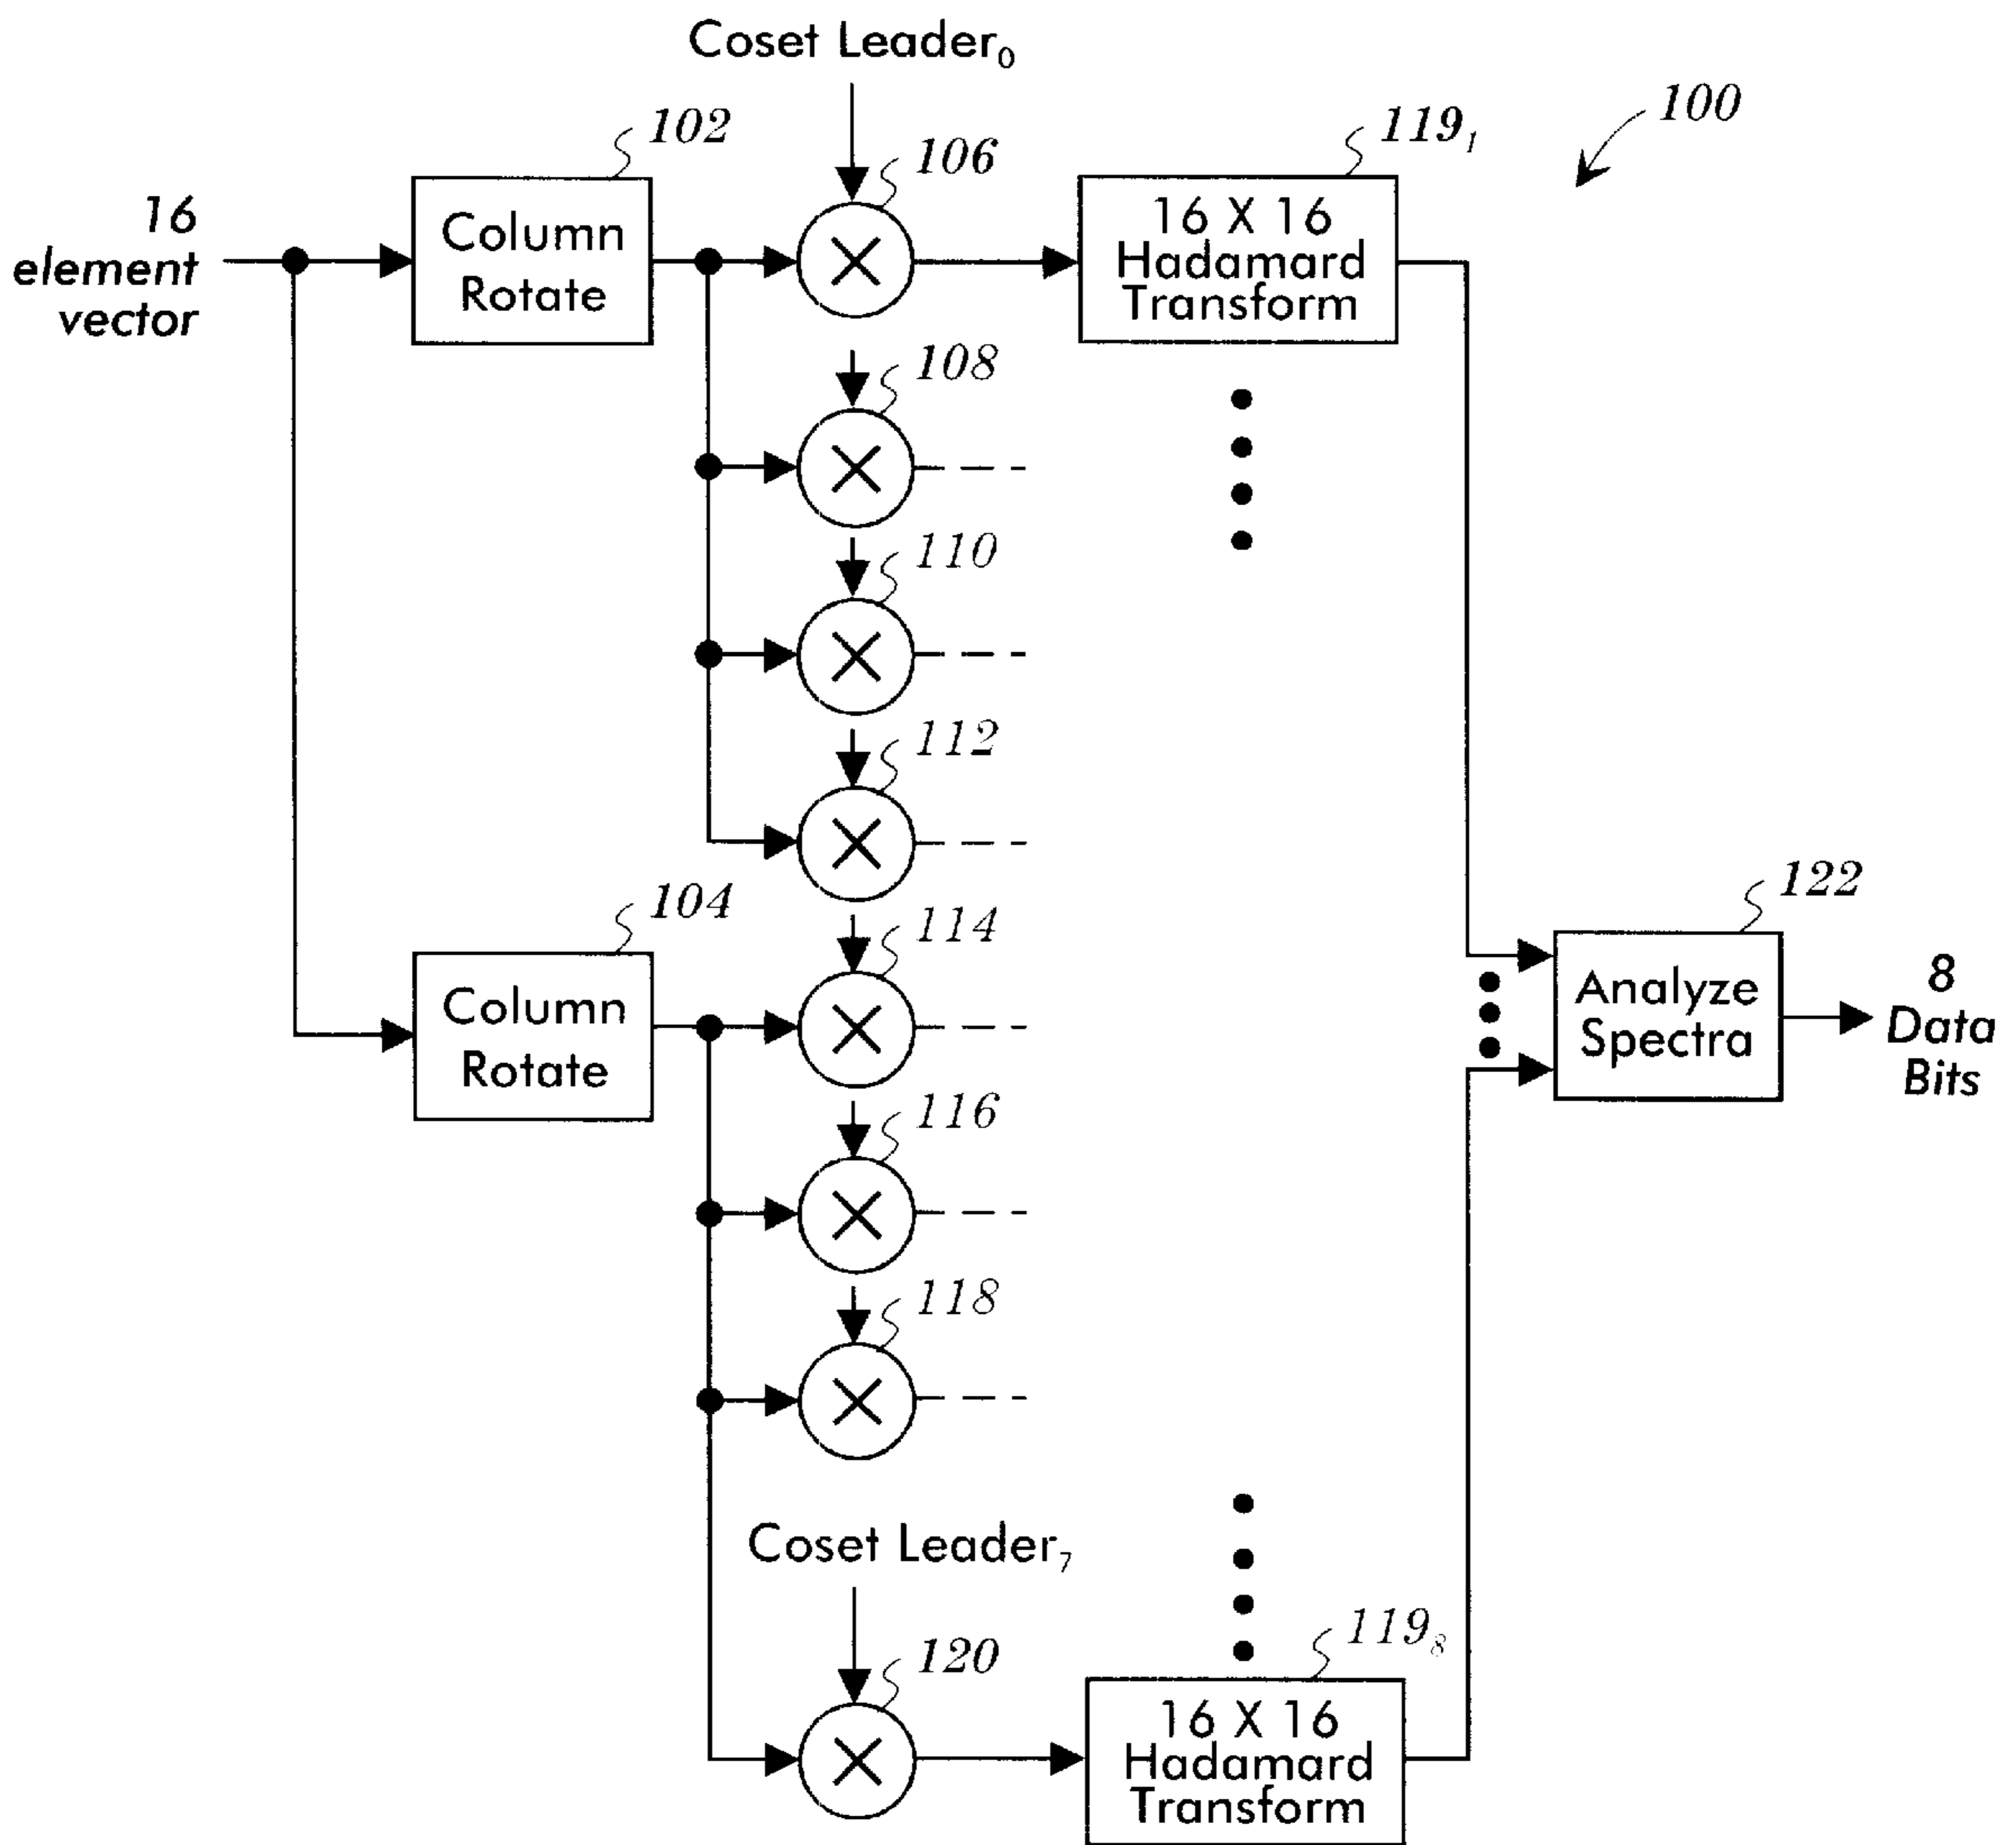 Coset Leader₀
102
106
119₁
100
16
element
vector
Column
Rotate
16 X 16
Hadamard
Transform
108
110
112
104
114
122
Column
Rotate
Analyze
Spectra
8
Data
Bits
116
118
Coset Leader₇
120
119₈
16 X 16
Hadamard
Transform